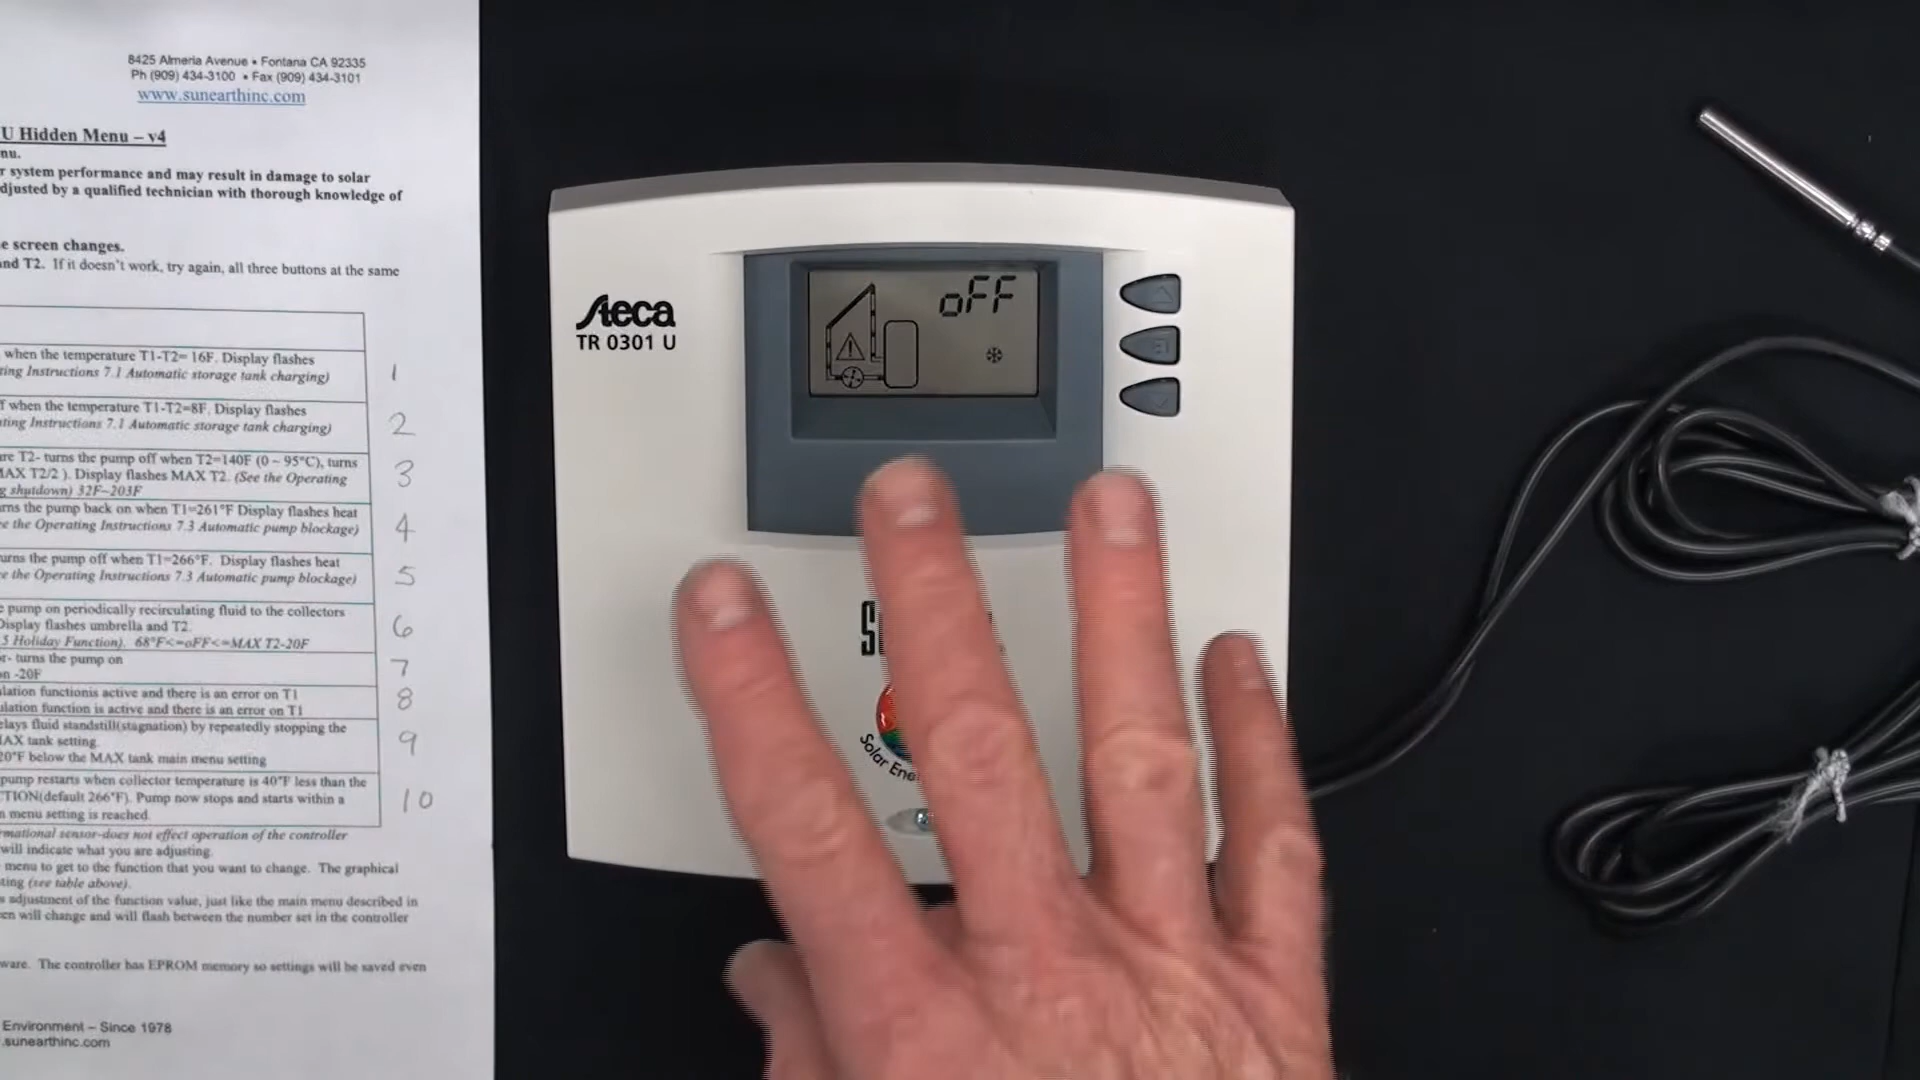 8425 Almeria Avenue • Fontana CA 92335
Ph (909) 434-3100 • Fax (909) 434-3101
www.sunearthinc.com
U Hidden Menu – v4
nu.
r system performance and may result in damage to solar
djusted by a qualified technician with thorough knowledge of
e screen changes.
nd T2. If it doesn't work, try again, all three buttons at the same
when the temperature T1-T2= 16F. Display flashes
ting Instructions 7.1 Automatic storage tank charging)
1
f when the temperature T1-T2=8F. Display flashes
ting Instructions 7.1 Automatic storage tank charging)
2
re T2- turns the pump off when T2=140F (0 ~ 95°C), turns
MAX T2/2 ). Display flashes MAX T2. (See the Operating
g shutdown) 32F~203F
3
rns the pump back on when T1=261°F Display flashes heat
e the Operating Instructions 7.3 Automatic pump blockage)
4
urns the pump off when T1=266°F. Display flashes heat
e the Operating Instructions 7.3 Automatic pump blockage)
5
e pump on periodically recirculating fluid to the collectors
Display flashes umbrella and T2.
5 Holiday Function). 68°F<=oFF<=MAX T2-20F
6
or- turns the pump on
n -20F
7
lation functionis active and there is an error on T1
ulation function is active and there is an error on T1
8
elays fluid standstill(stagnation) by repeatedly stopping the
MAX tank setting.
20°F below the MAX tank main menu setting
9
pump restarts when collector temperature is 40°F less than the
CTION(default 266°F). Pump now stops and starts within a
n menu setting is reached.
10
rmational sensor-does not effect operation of the controller
will indicate what you are adjusting.
menu to get to the function that you want to change. The graphical
ting (see table above).
s adjustment of the function value, just like the main menu described in
en will change and will flash between the number set in the controller
ware. The controller has EPROM memory so settings will be saved even
Environment – Since 1978
.sunearthinc.com
Steca
TR 0301 U
oFF
Solar Ene